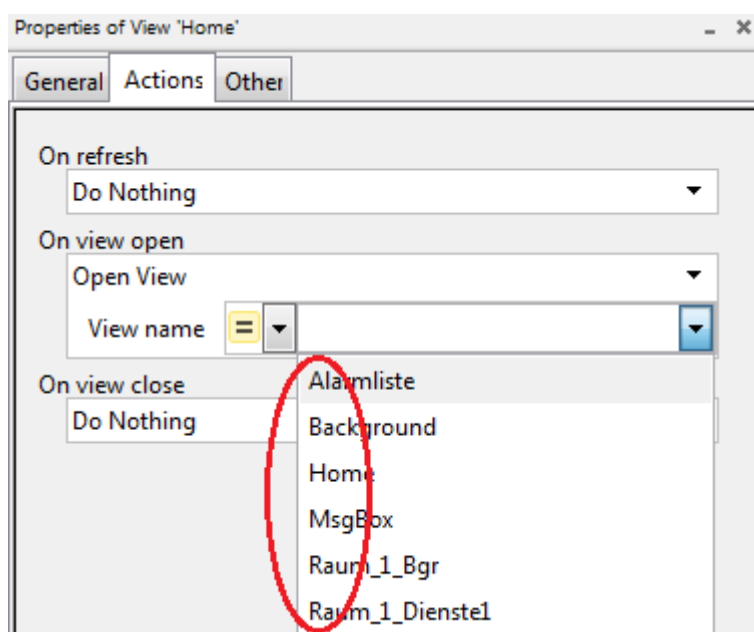 Properties of View 'Home'
General Actions Other
On refresh
Do Nothing
On view open
Open View
View name =
Alarmliste
On view close
Do Nothing
Background
Home
MsgBox
Raum_1_Bgr
Raum_1_Dienste1